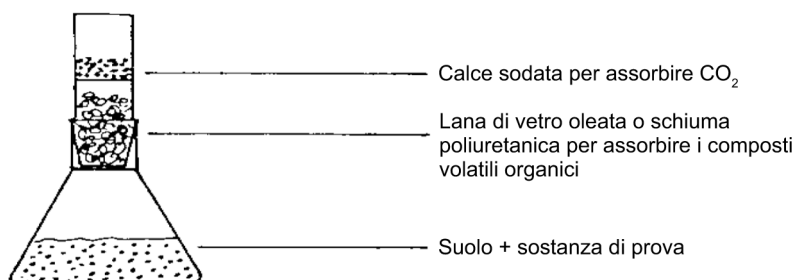 Calce sodata per assorbire CO₂
Lana di vetro oleata o schiuma
poliuretanica per assorbire i composti
volatili organici
Suolo + sostanza di prova